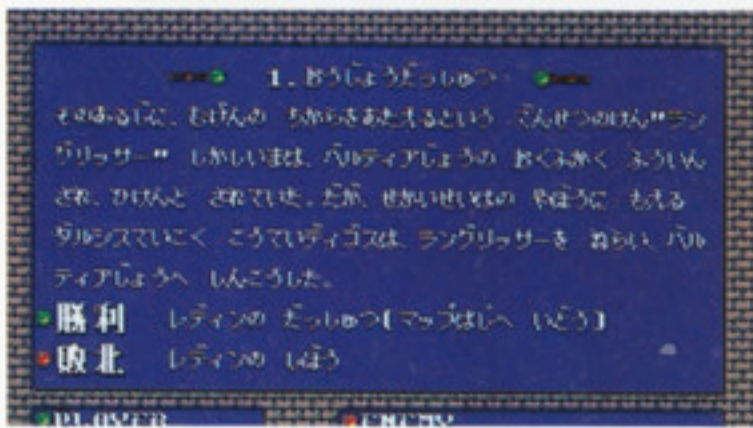 1.おうじょうだっしゅつ
そのあるじに、むげんの ちからをあたえるという でんせつのけん"ラン
グリッサー" しかしいまは、バルティアじょうの おくふかく ふういん
され、ひけんと されていた。だが、せかいせいはの やぼうに もえる
ダルシスていこく こうていディゴスは、ラングリッサーを ねらい、バル
ティアじょうへ しんこうした。
勝利 レディンの だっしゅつ(マップはじへ いどう)
敗北 レディンの しぼう
PLAYER ENEMY